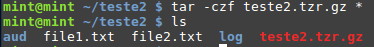 mint@mint ~/teste2 $ tar -czf teste2.tzr.gz *
mint@mint ~/teste2 $ ls
aud file1.txt file2.txt log teste2.tzr.gz